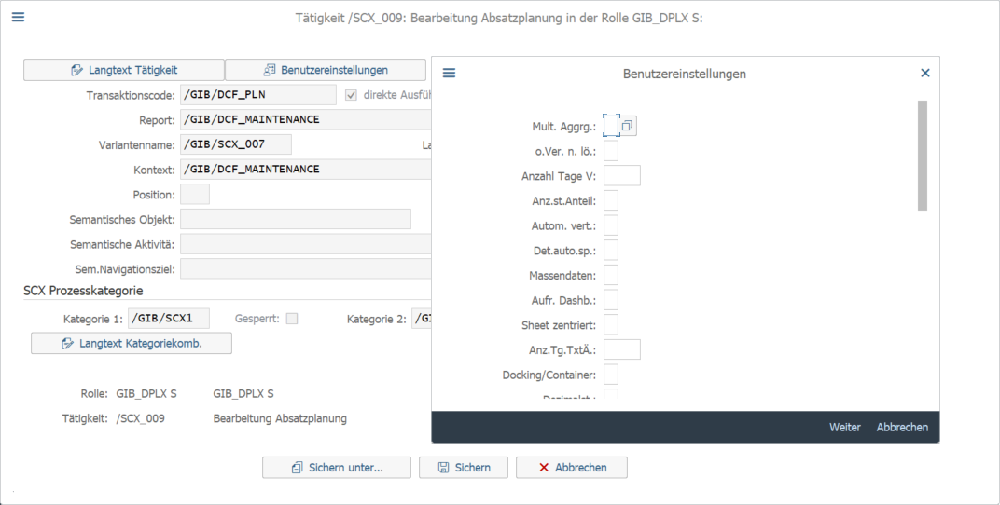 Tätigkeit /SCX_009: Bearbeitung Absatzplanung in der Rolle GIB_DPLX S:
Langtext Tätigkeit
Benutzereinstellungen
Transaktionscode: /GIB/DCF_PLN direkte Ausfüh
Report: /GIB/DCF_MAINTENANCE
Variantenname: /GIB/SCX_007 La
Kontext: /GIB/DCF_MAINTENANCE
Position:
Semantisches Objekt:
Semantische Aktivitä:
Sem.Navigationsziel:
SCX Prozesskategorie
Kategorie 1: /GIB/SCX1 Gesperrt: Kategorie 2: /GI
Langtext Kategoriekomb.
Rolle: GIB_DPLX S GIB_DPLX S
Tätigkeit: /SCX_009 Bearbeitung Absatzplanung
Sichern unter... Sichern Abbrechen
Benutzereinstellungen
Mult. Aggrg.:
o.Ver. n. lö.:
Anzahl Tage V:
Anz.st.Anteil:
Autom. vert.:
Det.auto.sp.:
Massendaten:
Aufr. Dashb.:
Sheet zentriert:
Anz.Tg.TxtÄ.:
Docking/Container:
Weiter Abbrechen